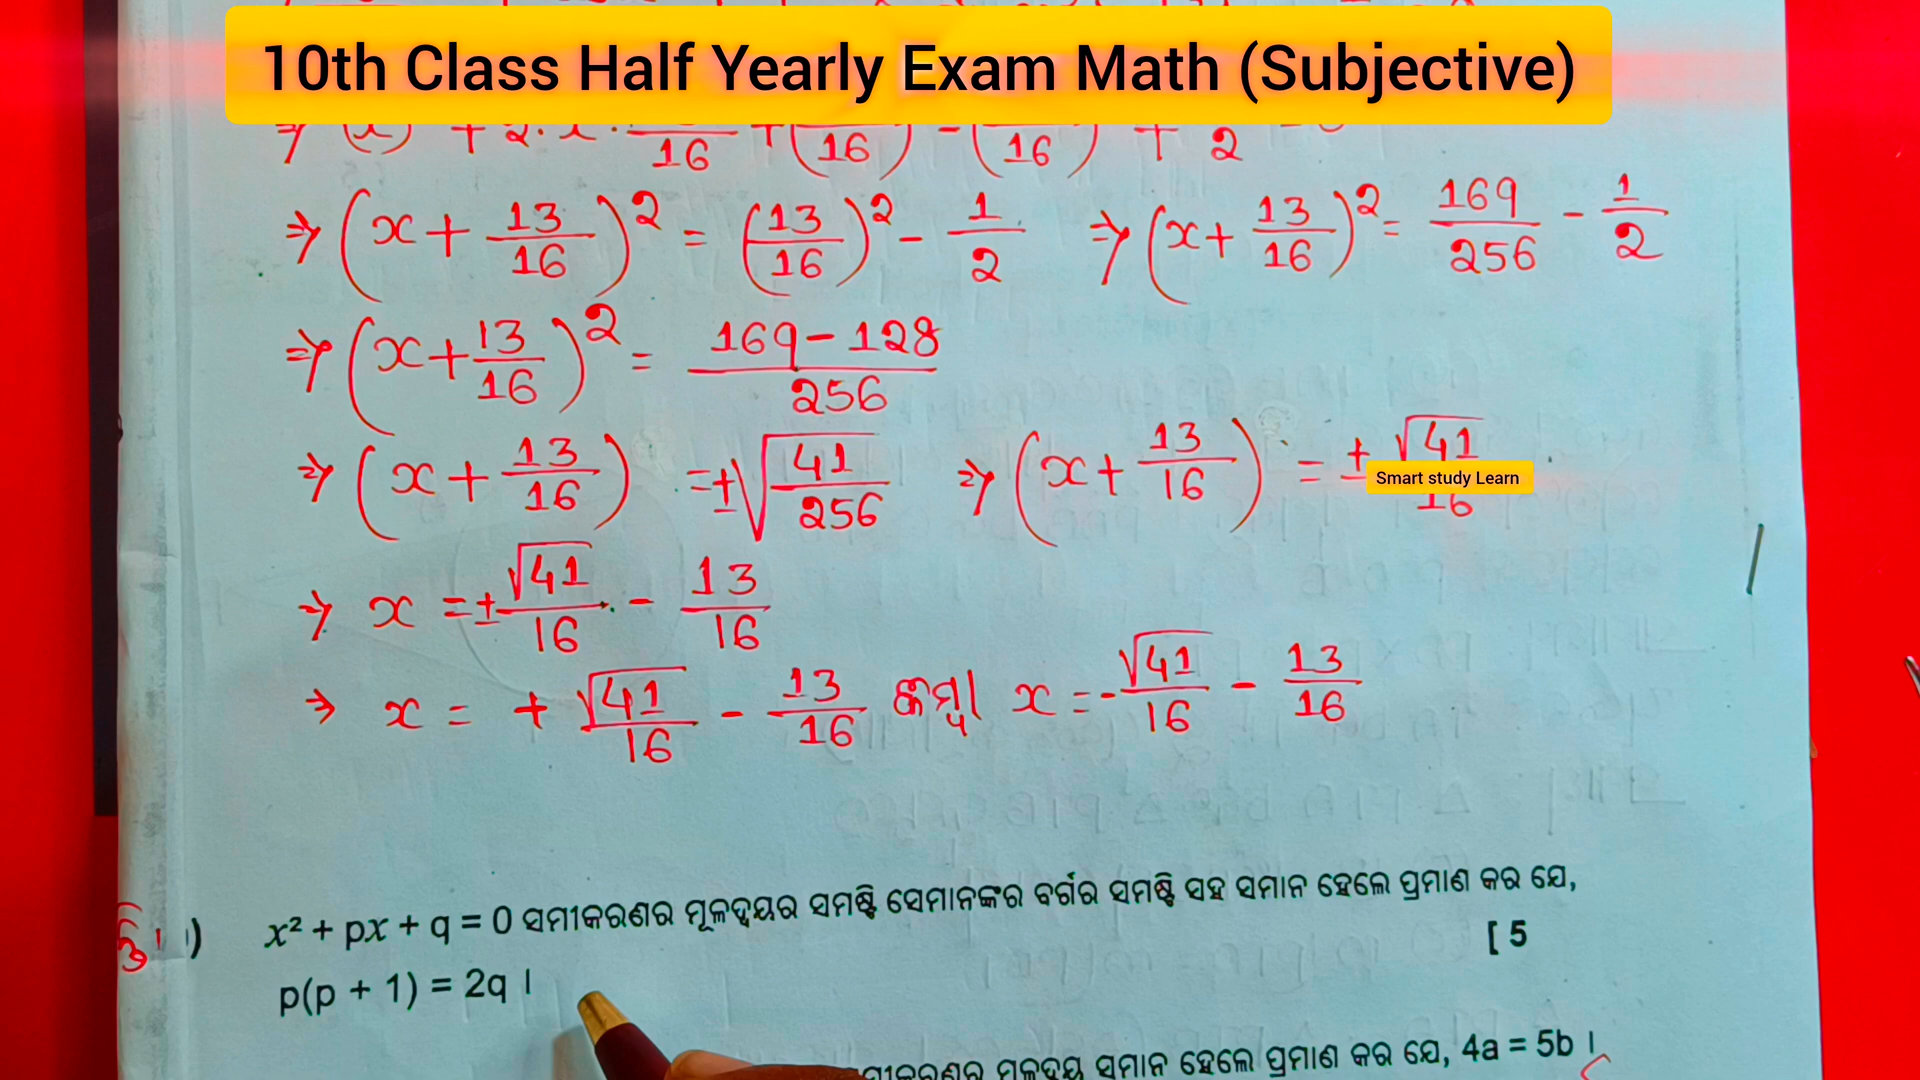 10th Class Half Yearly Exam Math (Subjective)
⇒ (x + 13/16)² = (13/16)² - 1/2 ⇒ (x + 13/16)² = 169/256 - 1/2
⇒ (x + 13/16)² = 169-128/256
⇒ (x + 13/16) = ±√41/256 ⇒ (x + 13/16) = ± √41/16
Smart study Learn
⇒ x = ± √41/16 - 13/16
⇒ x = + √41/16 - 13/16 କିମ୍ବା x = - √41/16 - 13/16
x² + px + q = 0 ସମୀକରଣର ମୂଳଦ୍ୱୟର ସମଷ୍ଟି ସେମାନଙ୍କର ବର୍ଗର ସମଷ୍ଟି ସହ ସମାନ ହେଲେ ପ୍ରମାଣ କର ଯେ,
[ 5
p(p + 1) = 2q ।
ମୂଳଦ୍ୱୟ ସମାନ ହେଲେ ପ୍ରମାଣ କର ଯେ, 4a = 5b ।